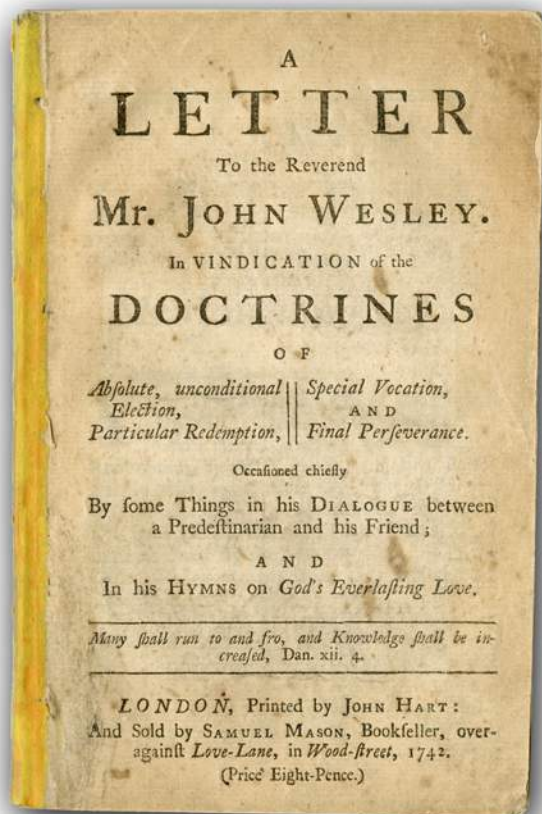 A
LETTER
To the Reverend
Mr. JOHN WESLEY.
In VINDICATION of the
DOCTRINES
OF
Abſolute, unconditional Election,
Particular Redemption,
Special Vocation,
AND
Final Perſeverance.
Occaſioned chiefly
By ſome Things in his DIALOGUE between
a Predeſtinarian and his Friend;
AND
In his HYMNS on God's Everlaſting Love.
Many ſhall run to and fro, and Knowledge ſhall be in-
creaſed, Dan. xii. 4.
LONDON, Printed by JOHN HART:
And Sold by SAMUEL MASON, Bookſeller, over-
againſt Love-Lane, in Wood-ſtreet, 1742.
(Price Eight-Pence.)